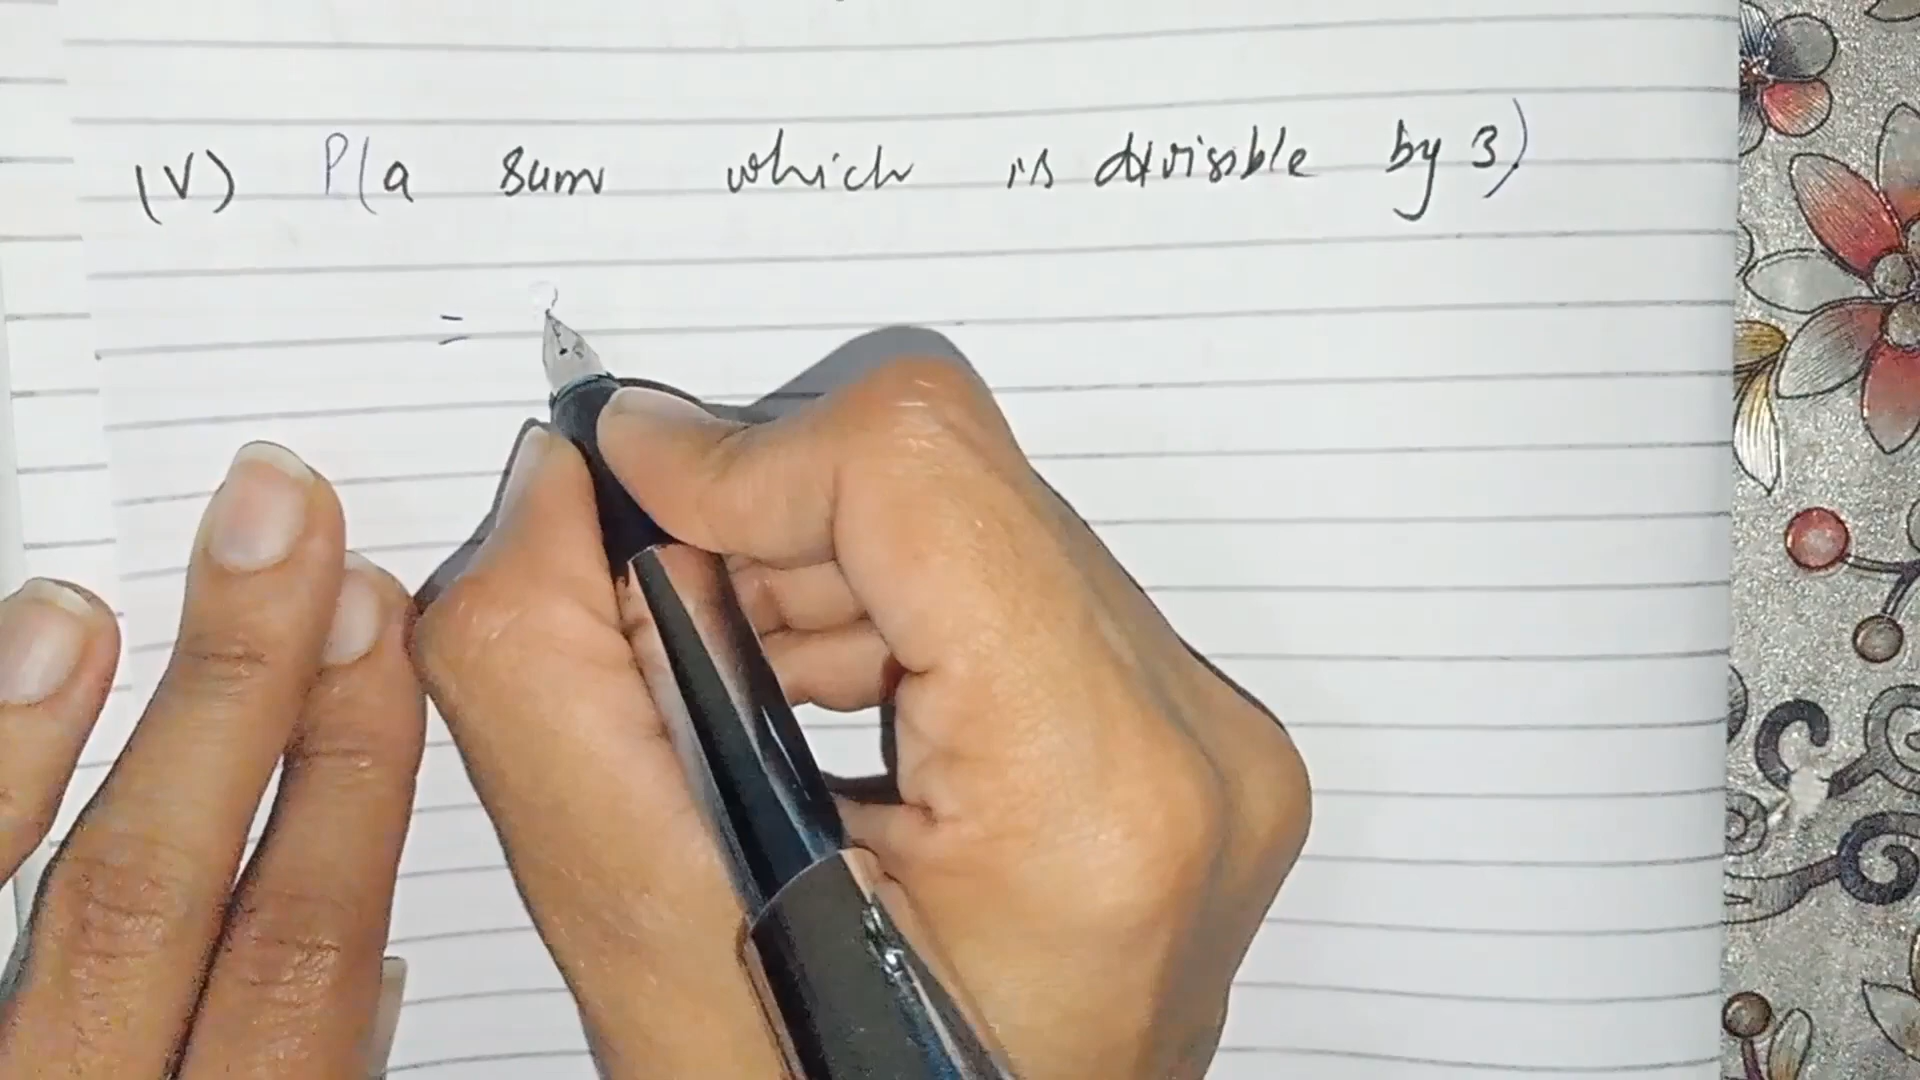 (V) P(a sum which is divisible by 3)
=